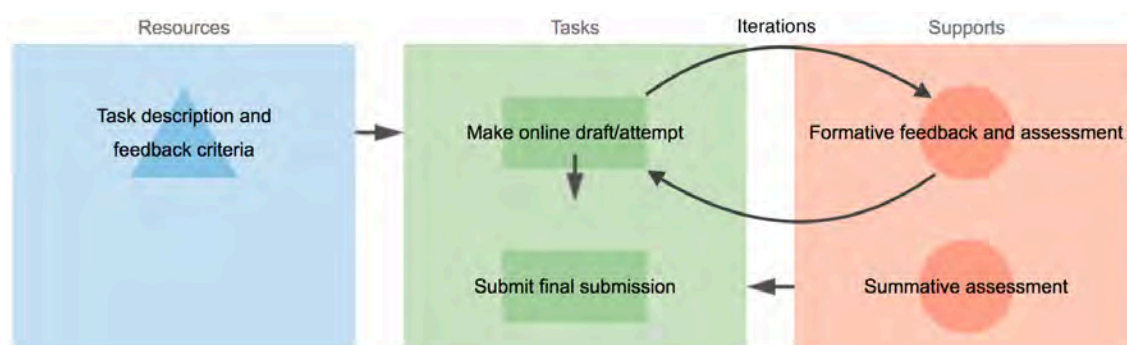 Resources
Tasks
Iterations
Supports
Task description and
feedback criteria
Make online draft/attempt
Formative feedback and assessment
Submit final submission
Summative assessment